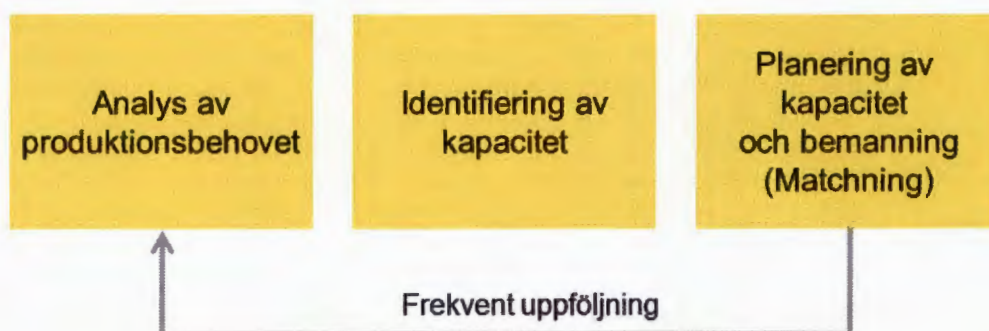 Analys av
produktionsbehovet
Identifiering av
kapacitet
Planering av
kapacitet
och bemanning
(Matchning)
Frekvent uppföljning